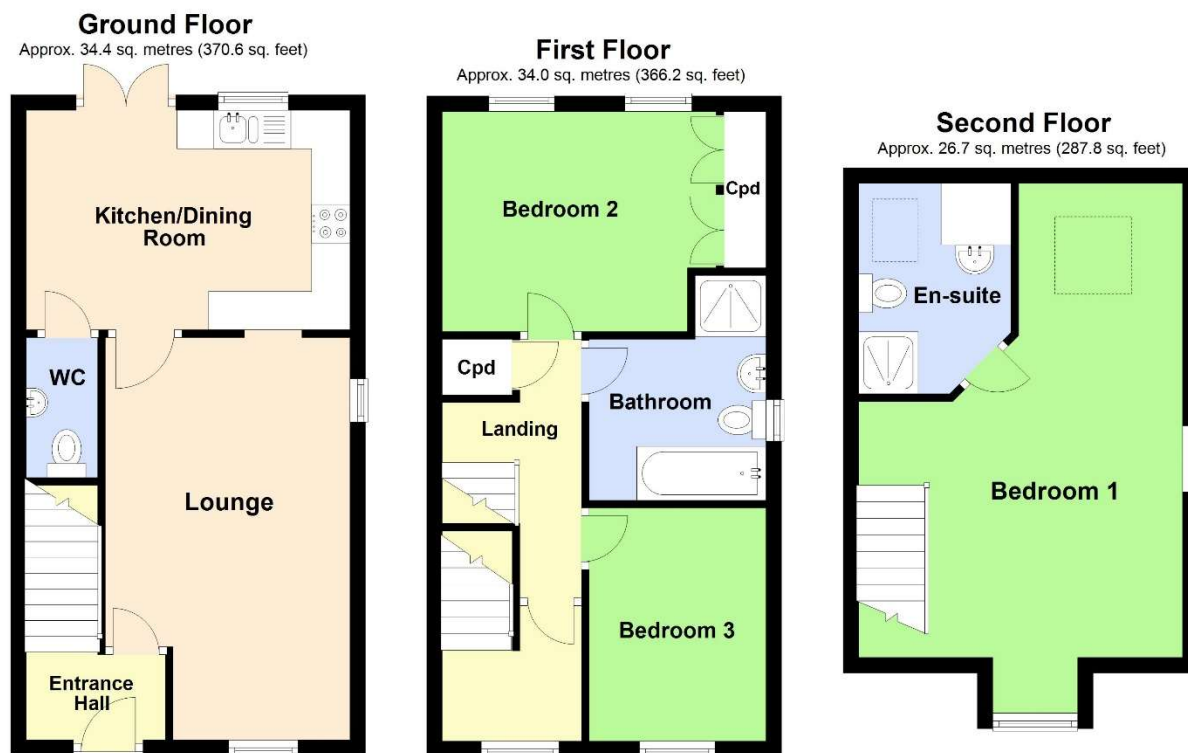 Ground Floor
Approx. 34.4 sq. metres (370.6 sq. feet)
Kitchen/Dining
Room
WC
Lounge
Entrance
Hall
First Floor
Approx. 34.0 sq. metres (366.2 sq. feet)
Bedroom 2
Cpd
Cpd
Bathroom
Landing
Bedroom 3
Second Floor
Approx. 26.7 sq. metres (287.8 sq. feet)
En-suite
Bedroom 1